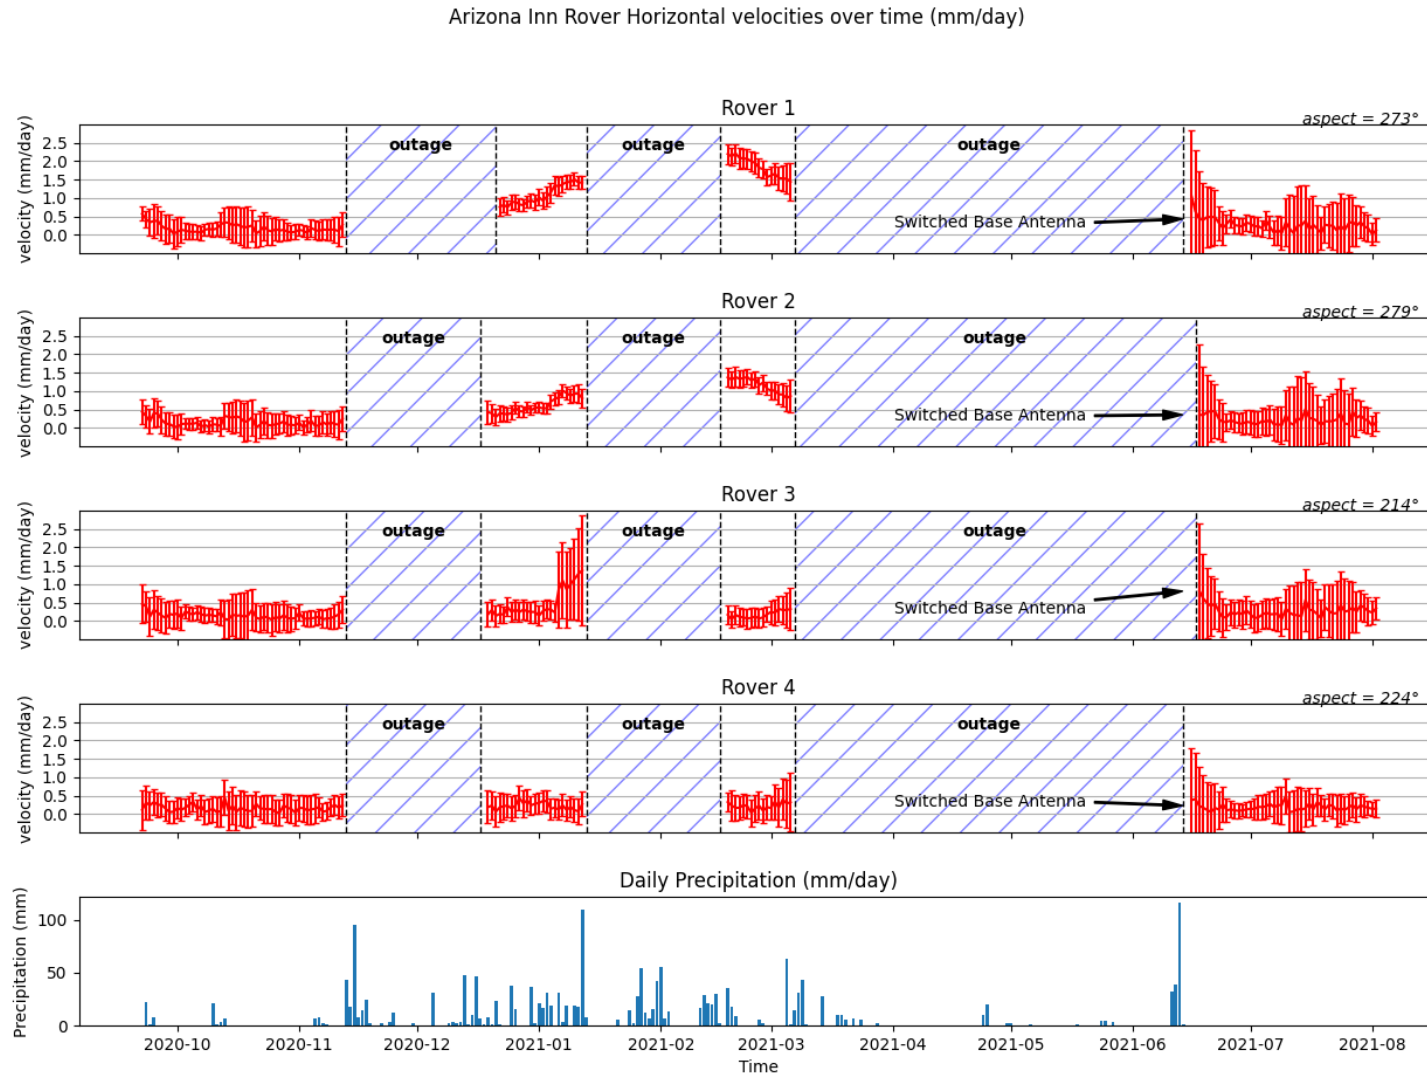 Arizona Inn Rover Horizontal velocities over time (mm/day)
Rover 1
aspect = 273°
velocity (mm/day)
2.5
2.0
1.5
1.0
0.5
0.0
outage
outage
outage
Switched Base Antenna
Rover 2
aspect = 279°
velocity (mm/day)
2.5
2.0
1.5
1.0
0.5
0.0
outage
outage
outage
Switched Base Antenna
Rover 3
aspect = 214°
velocity (mm/day)
2.5
2.0
1.5
1.0
0.5
0.0
outage
outage
outage
Switched Base Antenna
Rover 4
aspect = 224°
velocity (mm/day)
2.5
2.0
1.5
1.0
0.5
0.0
outage
outage
outage
Switched Base Antenna
Daily Precipitation (mm/day)
Precipitation (mm)
100
50
0
2020-10 2020-11 2020-12 2021-01 2021-02 2021-03 2021-04 2021-05 2021-06 2021-07 2021-08
Time